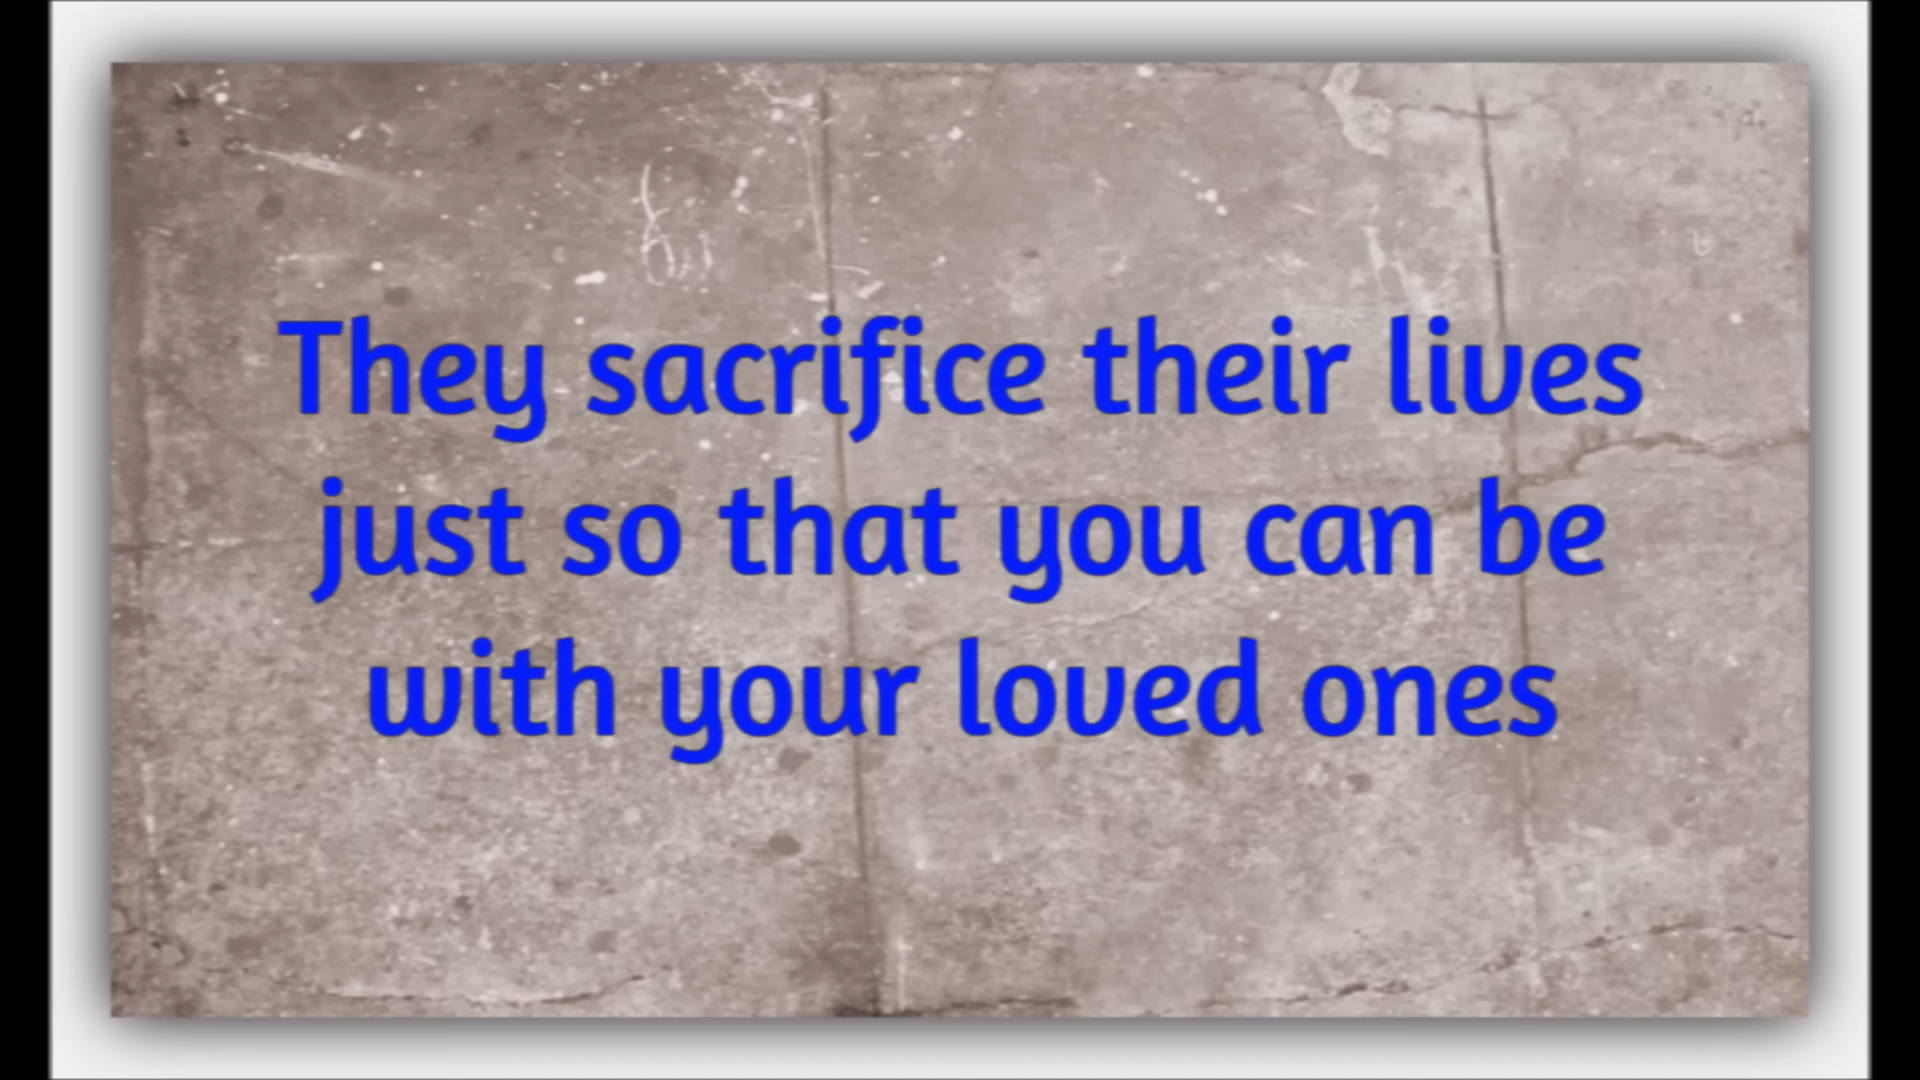 They sacrifice their lives
just so that you can be
with your loved ones